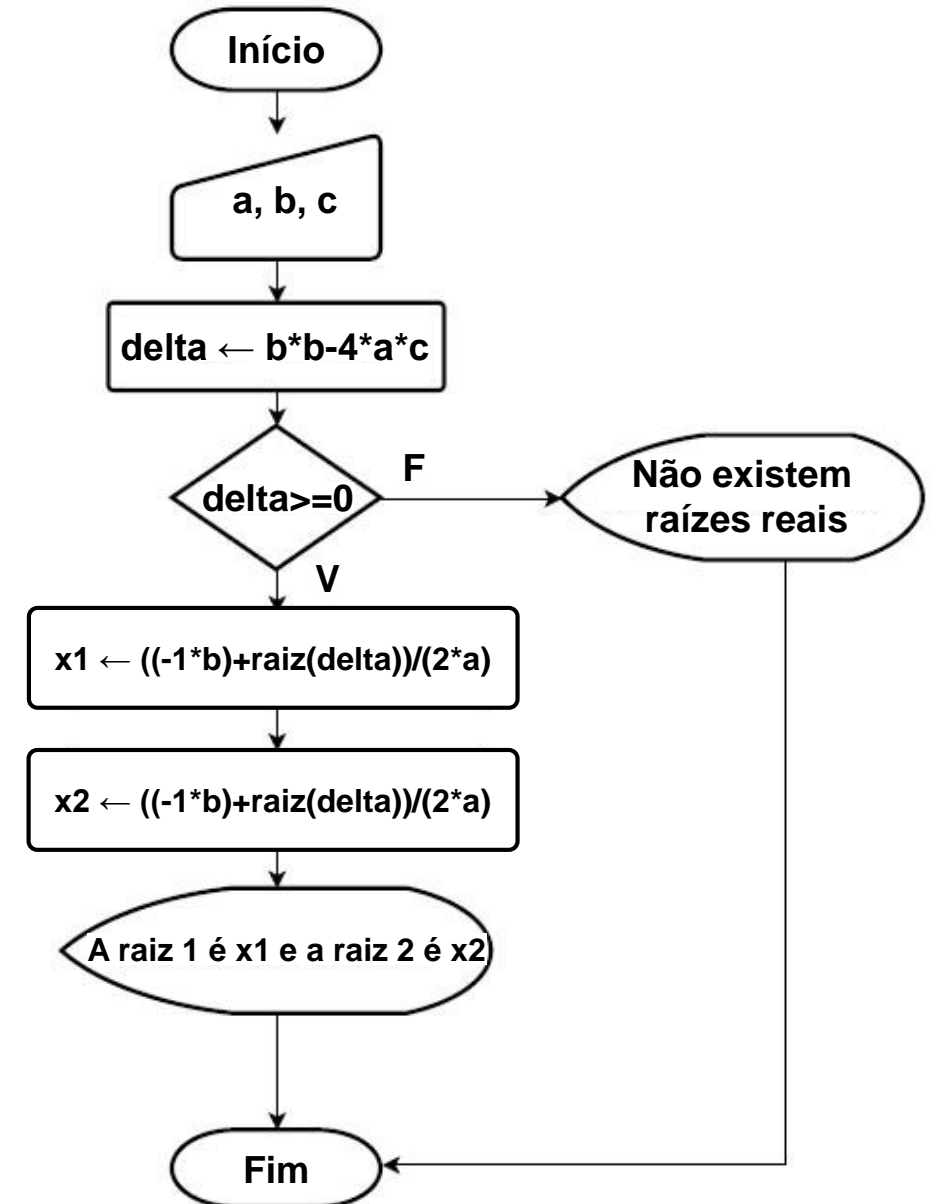 Início
a, b, c
delta ← b*b-4*a*c
delta>=0
F
Não existem
raízes reais
V
x1 ← ((-1*b)+raiz(delta))/(2*a)
x2 ← ((-1*b)+raiz(delta))/(2*a)
A raiz 1 é x1 e a raiz 2 é x2
Fim